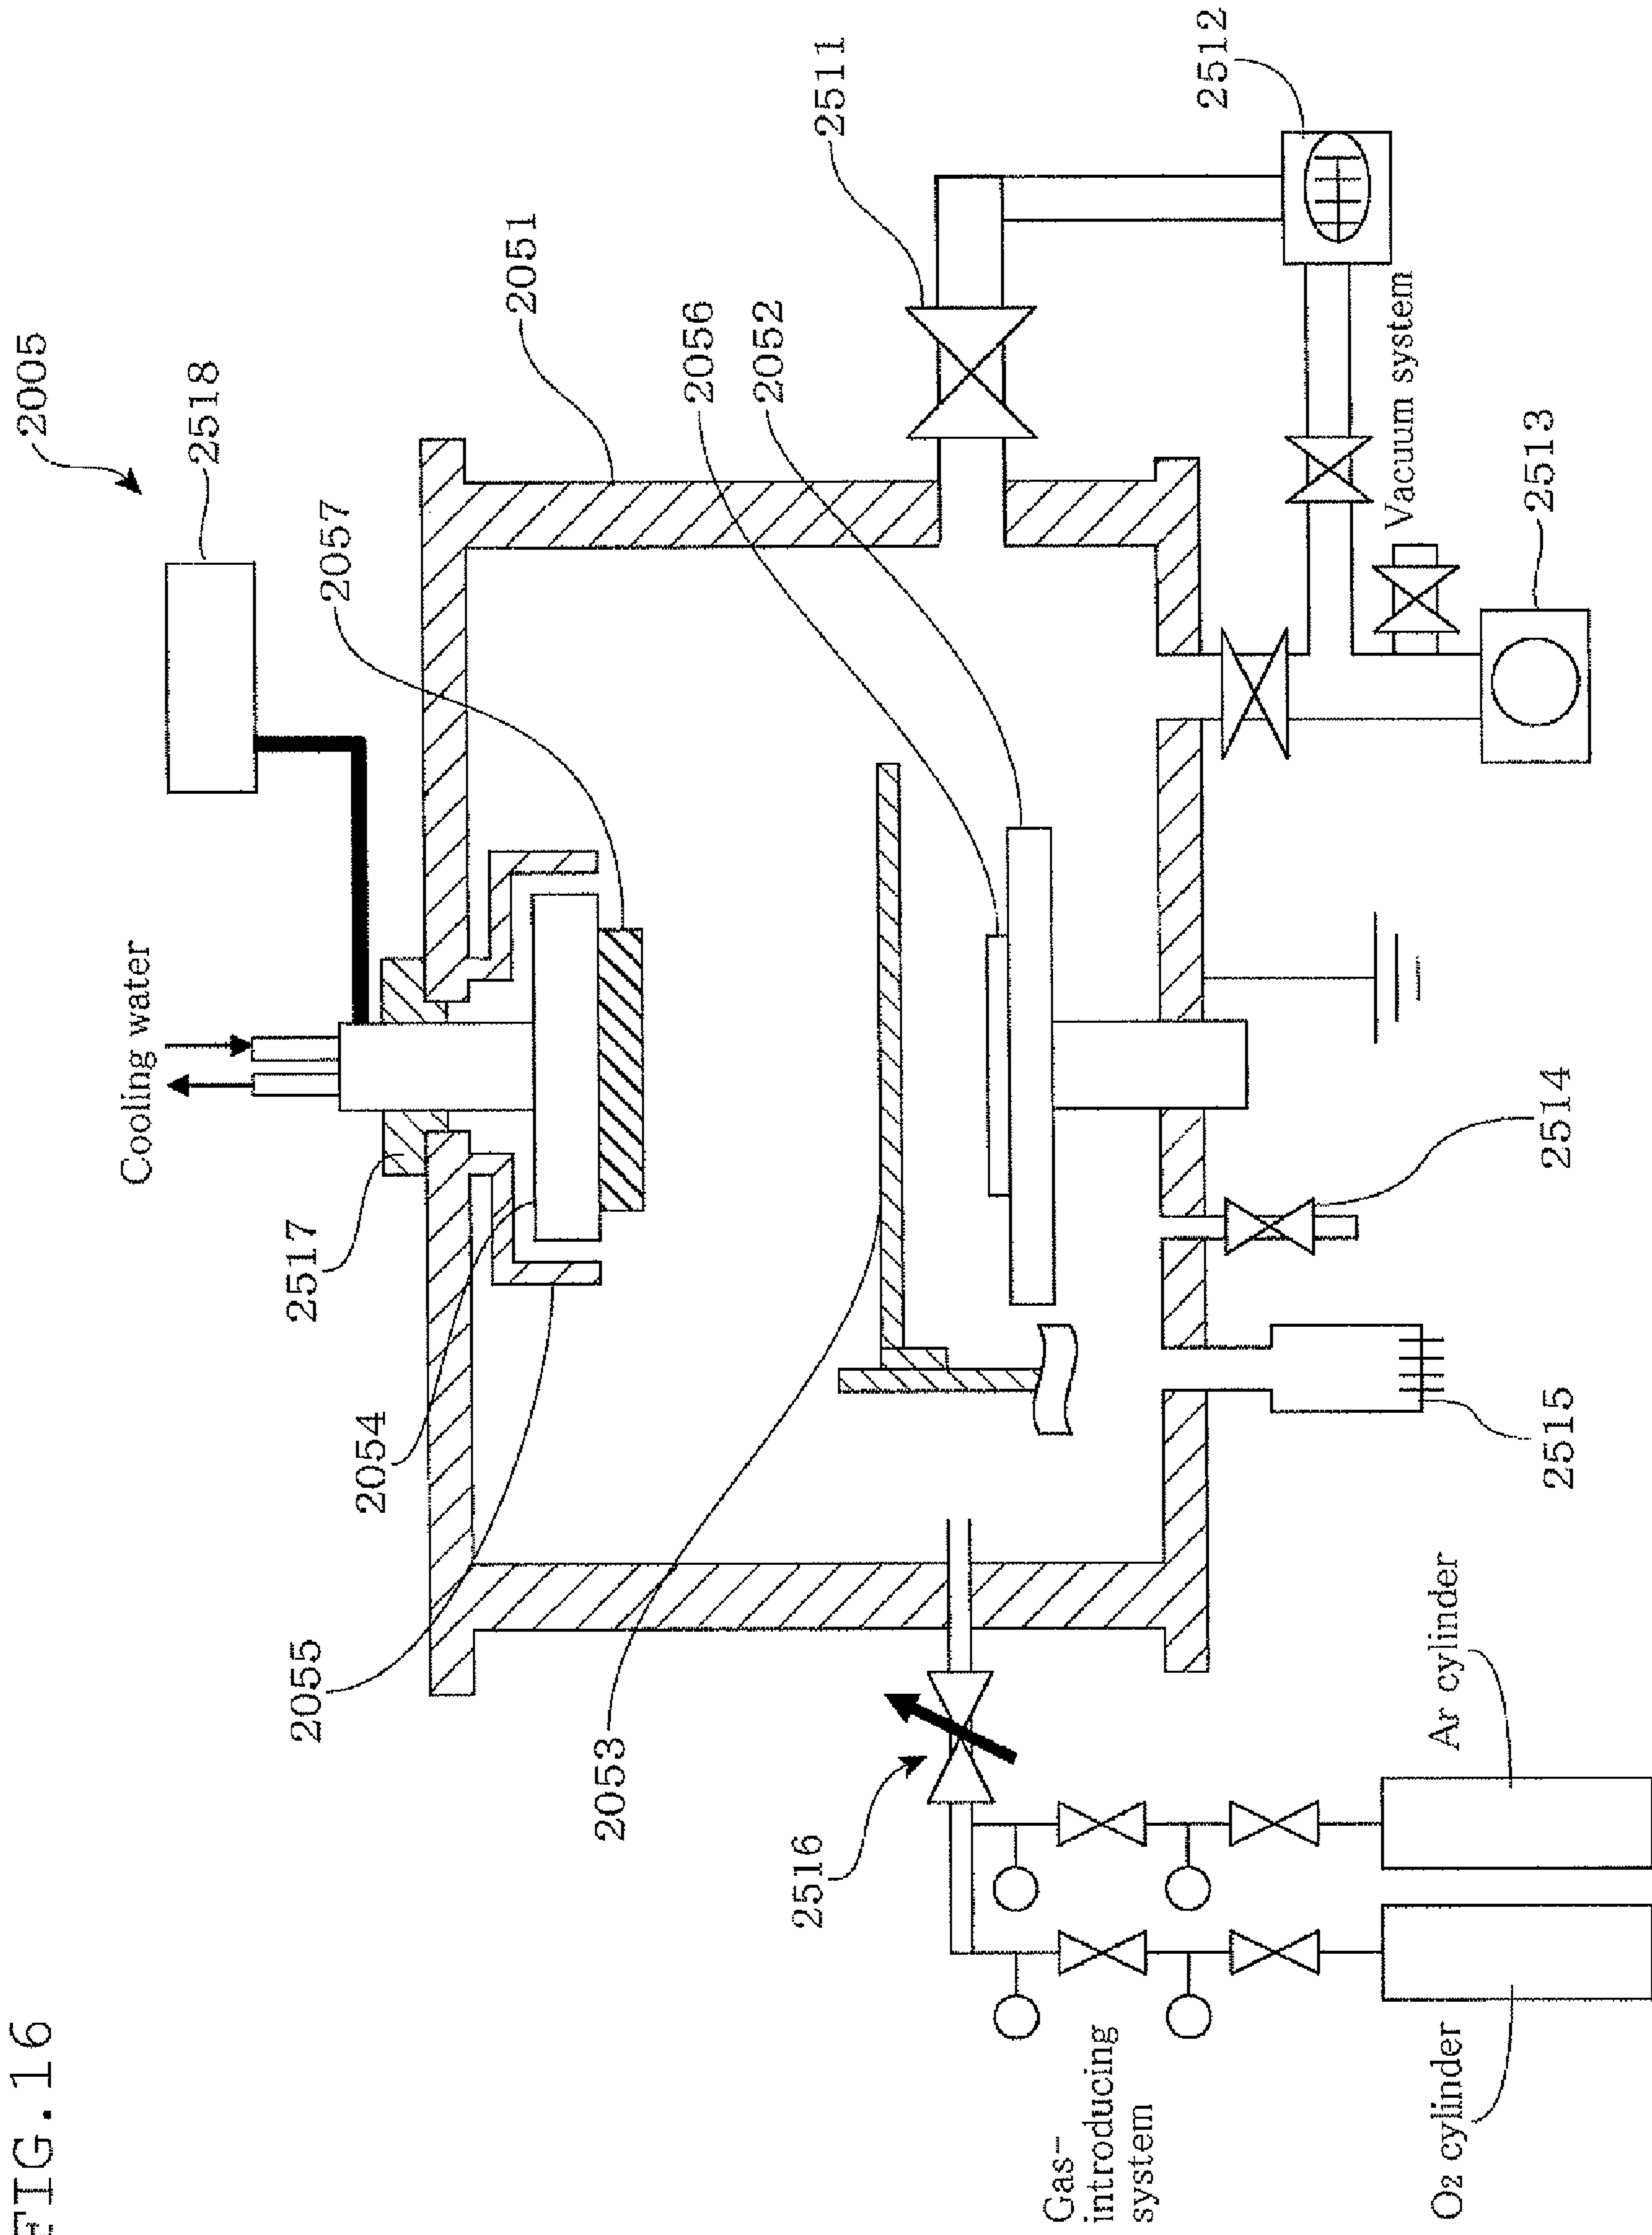 FIG.16
2005
2518
2057
2051
2511
2512
2056
2052
Cooling water
2517
2054
2055
2053
2516
Vacuum system
2513
2514
2515
Gas-
introducing
system
Ar cylinder
O2 cylinder